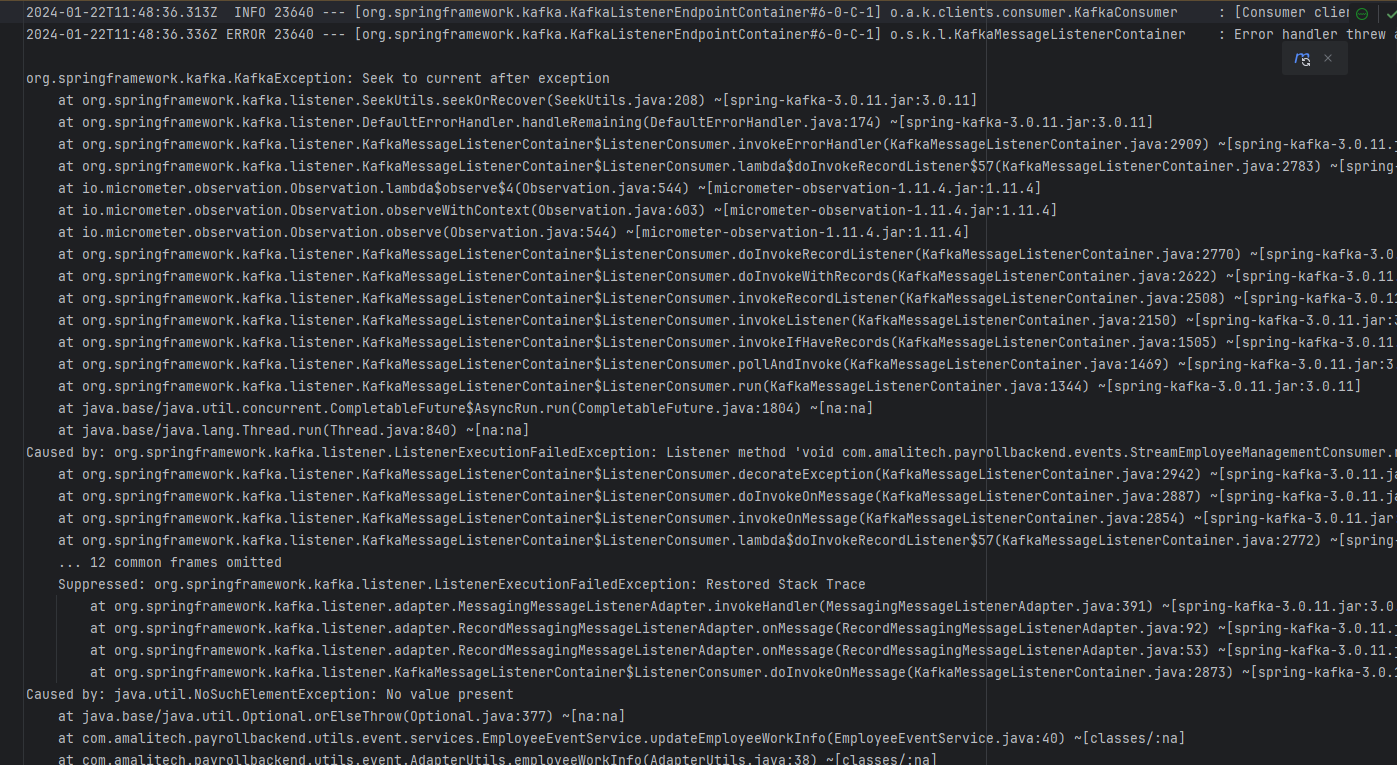 2024-01-22T11:48:36.313Z  INFO 23640 --- [org.springframework.kafka.KafkaListenerEndpointContainer#6-0-C-1] o.a.k.clients.consumer.KafkaConsumer     : [Consumer clien
2024-01-22T11:48:36.336Z ERROR 23640 --- [org.springframework.kafka.KafkaListenerEndpointContainer#6-0-C-1] o.s.k.l.KafkaMessageListenerContainer    : Error handler threw a
org.springframework.kafka.KafkaException: Seek to current after exception
    at org.springframework.kafka.listener.SeekUtils.seekOrRecover(SeekUtils.java:208) ~[spring-kafka-3.0.11.jar:3.0.11]
    at org.springframework.kafka.listener.DefaultErrorHandler.handleRemaining(DefaultErrorHandler.java:174) ~[spring-kafka-3.0.11.jar:3.0.11]
    at org.springframework.kafka.listener.KafkaMessageListenerContainer$ListenerConsumer.invokeErrorHandler(KafkaMessageListenerContainer.java:2909) ~[spring-kafka-3.0.11.j
    at org.springframework.kafka.listener.KafkaMessageListenerContainer$ListenerConsumer.lambda$doInvokeRecordListener$57(KafkaMessageListenerContainer.java:2783) ~[spring-
    at io.micrometer.observation.Observation.lambda$observe$4(Observation.java:544) ~[micrometer-observation-1.11.4.jar:1.11.4]
    at io.micrometer.observation.Observation.observeWithContext(Observation.java:603) ~[micrometer-observation-1.11.4.jar:1.11.4]
    at io.micrometer.observation.Observation.observe(Observation.java:544) ~[micrometer-observation-1.11.4.jar:1.11.4]
    at org.springframework.kafka.listener.KafkaMessageListenerContainer$ListenerConsumer.doInvokeRecordListener(KafkaMessageListenerContainer.java:2770) ~[spring-kafka-3.0
    at org.springframework.kafka.listener.KafkaMessageListenerContainer$ListenerConsumer.doInvokeWithRecords(KafkaMessageListenerContainer.java:2622) ~[spring-kafka-3.0.11
    at org.springframework.kafka.listener.KafkaMessageListenerContainer$ListenerConsumer.invokeRecordListener(KafkaMessageListenerContainer.java:2508) ~[spring-kafka-3.0.11
    at org.springframework.kafka.listener.KafkaMessageListenerContainer$ListenerConsumer.invokeListener(KafkaMessageListenerContainer.java:2150) ~[spring-kafka-3.0.11.jar:3
    at org.springframework.kafka.listener.KafkaMessageListenerContainer$ListenerConsumer.invokeIfHaveRecords(KafkaMessageListenerContainer.java:1505) ~[spring-kafka-3.0.11
    at org.springframework.kafka.listener.KafkaMessageListenerContainer$ListenerConsumer.pollAndInvoke(KafkaMessageListenerContainer.java:1469) ~[spring-kafka-3.0.11.jar:3
    at org.springframework.kafka.listener.KafkaMessageListenerContainer$ListenerConsumer.run(KafkaMessageListenerContainer.java:1344) ~[spring-kafka-3.0.11.jar:3.0.11]
    at java.base/java.util.concurrent.CompletableFuture$AsyncRun.run(CompletableFuture.java:1804) ~[na:na]
    at java.base/java.lang.Thread.run(Thread.java:840) ~[na:na]
Caused by: org.springframework.kafka.listener.ListenerExecutionFailedException: Listener method 'void com.amalitech.payrollbackend.events.StreamEmployeeManagementConsumer.r
    at org.springframework.kafka.listener.KafkaMessageListenerContainer$ListenerConsumer.decorateException(KafkaMessageListenerContainer.java:2942) ~[spring-kafka-3.0.11.ja
    at org.springframework.kafka.listener.KafkaMessageListenerContainer$ListenerConsumer.doInvokeOnMessage(KafkaMessageListenerContainer.java:2887) ~[spring-kafka-3.0.11.ja
    at org.springframework.kafka.listener.KafkaMessageListenerContainer$ListenerConsumer.invokeOnMessage(KafkaMessageListenerContainer.java:2854) ~[spring-kafka-3.0.11.jar
    at org.springframework.kafka.listener.KafkaMessageListenerContainer$ListenerConsumer.lambda$doInvokeRecordListener$57(KafkaMessageListenerContainer.java:2772) ~[spring-
    ... 12 common frames omitted
    Suppressed: org.springframework.kafka.listener.ListenerExecutionFailedException: Restored Stack Trace
        at org.springframework.kafka.listener.adapter.MessagingMessageListenerAdapter.invokeHandler(MessagingMessageListenerAdapter.java:391) ~[spring-kafka-3.0.11.jar:3.0
        at org.springframework.kafka.listener.adapter.RecordMessagingMessageListenerAdapter.onMessage(RecordMessagingMessageListenerAdapter.java:92) ~[spring-kafka-3.0.11.j
        at org.springframework.kafka.listener.adapter.RecordMessagingMessageListenerAdapter.onMessage(RecordMessagingMessageListenerAdapter.java:53) ~[spring-kafka-3.0.11.j
        at org.springframework.kafka.listener.KafkaMessageListenerContainer$ListenerConsumer.doInvokeOnMessage(KafkaMessageListenerContainer.java:2873) ~[spring-kafka-3.0.1
Caused by: java.util.NoSuchElementException: No value present
    at java.base/java.util.Optional.orElseThrow(Optional.java:377) ~[na:na]
    at com.amalitech.payrollbackend.utils.event.services.EmployeeEventService.updateEmployeeWorkInfo(EmployeeEventService.java:40) ~[classes/:na]
    at com.amalitech.payrollbackend.utils.event.AdapterUtils.employeeWorkInfo(AdapterUtils.java:38) ~[classes/:na]